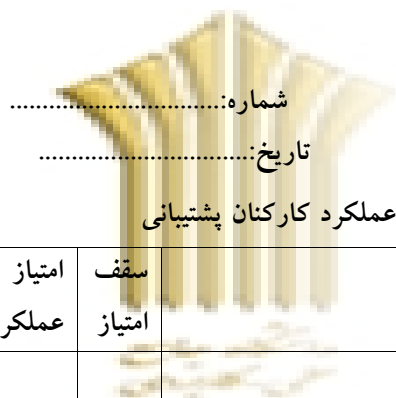 شماره:................................
تاریخ:................................
عملکرد کارکنان پشتیبانی
سقف امتیاز
امتیاز عملکر